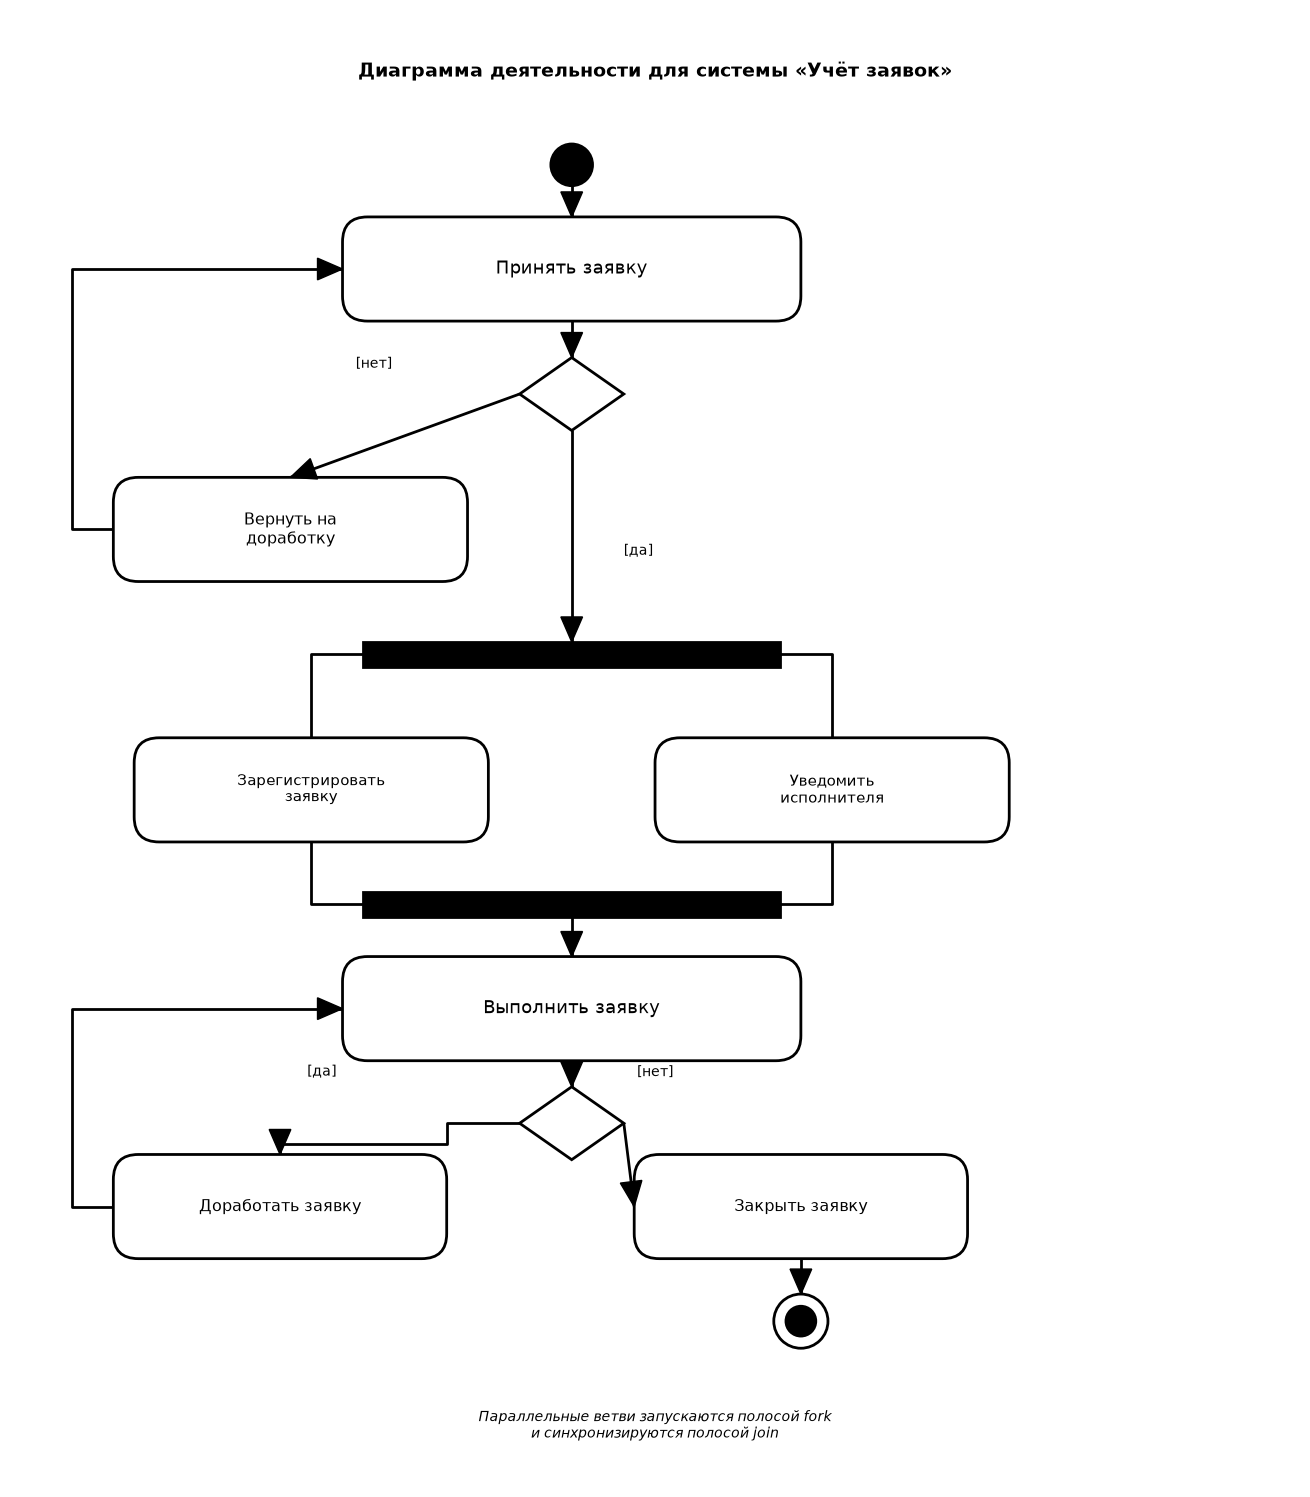 Диаграмма деятельности для системы «Учёт заявок»
Принять заявку
[нет]
Вернуть на
доработку
[да]
Зарегистрировать
заявку
Уведомить
исполнителя
Выполнить заявку
[да]
[нет]
Доработать заявку
Закрыть заявку
Параллельные ветви запускаются полосой fork
и синхронизируются полосой join